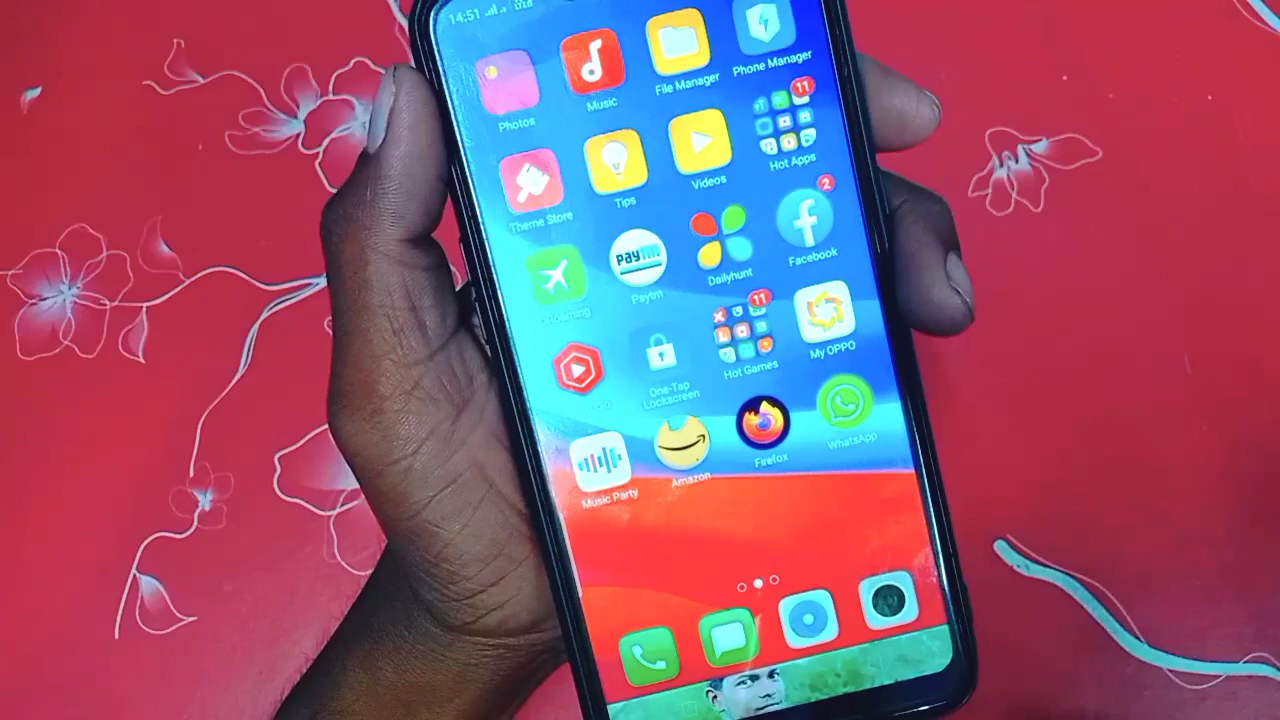 14:51
Photos
Music
File Manager
Phone Manager
Theme Store
Tips
Videos
11
Hot Apps
Roaming
paytm
Paytm
Dailyhunt
2
Facebook
One-Tap
Lockscreen
11
Hot Games
My OPPO
Music Party
Amazon
Firefox
WhatsApp